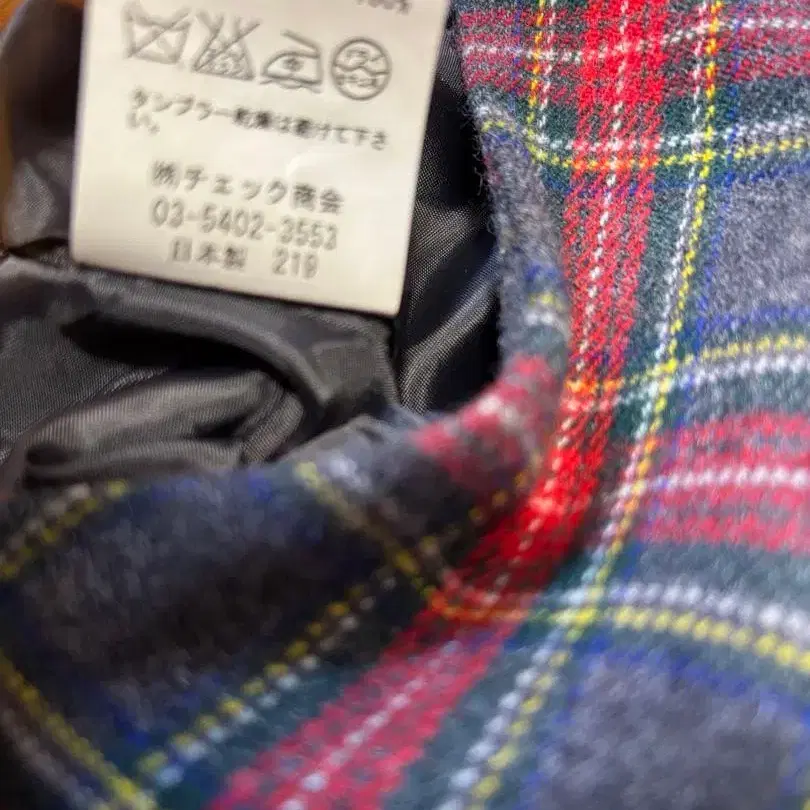 100%
タンブラー乾燥は避けて下さ
い。
㈱チェック商会
03-5402-3553
日本製 219